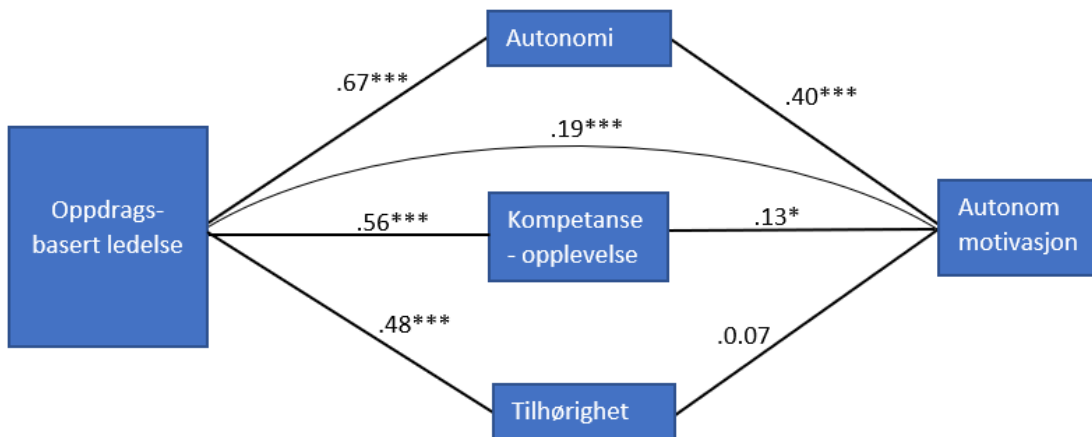 Autonomi
.67***
.40***
.19***
Oppdrags-
basert ledelse
.56***
Kompetanse
- opplevelse
.13*
Autonom
motivasjon
.48***
.0.07
Tilhørighet